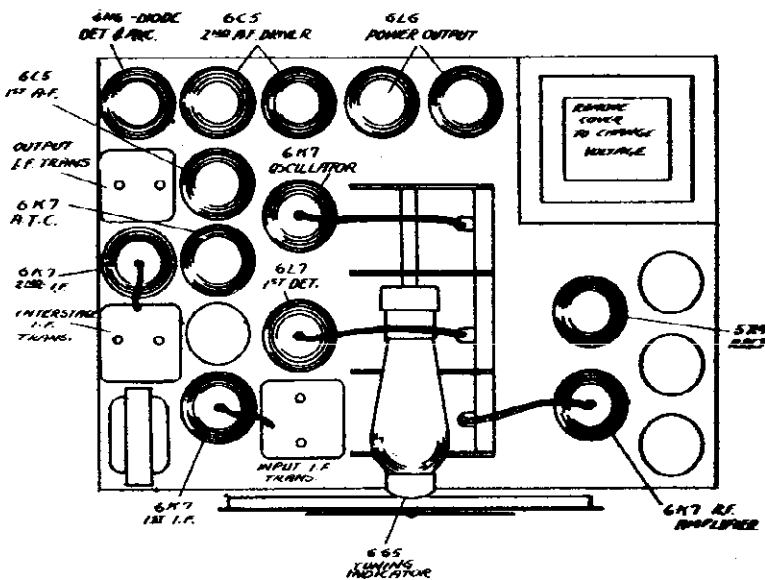 6H6-DIODE
DET & AVC.
6C5
2ND A.F. DRIVER
6L6
POWER OUTPUT
6C5
1ST A.F.
REMOVE
COVER
TO CHANGE
VOLTAGE
OUTPUT
I.F. TRANS
6K7
OSCILLATOR
6K7
A.T.C.
6K7
2ND I.F.
6L7
1ST DET.
INTERSTAGE
I.F.
TRANS.
INPUT I.F.
TRANS.
6K7
1ST I.F.
6K7 R.F.
AMPLIFIER
6G5
TUNING
INDICATOR